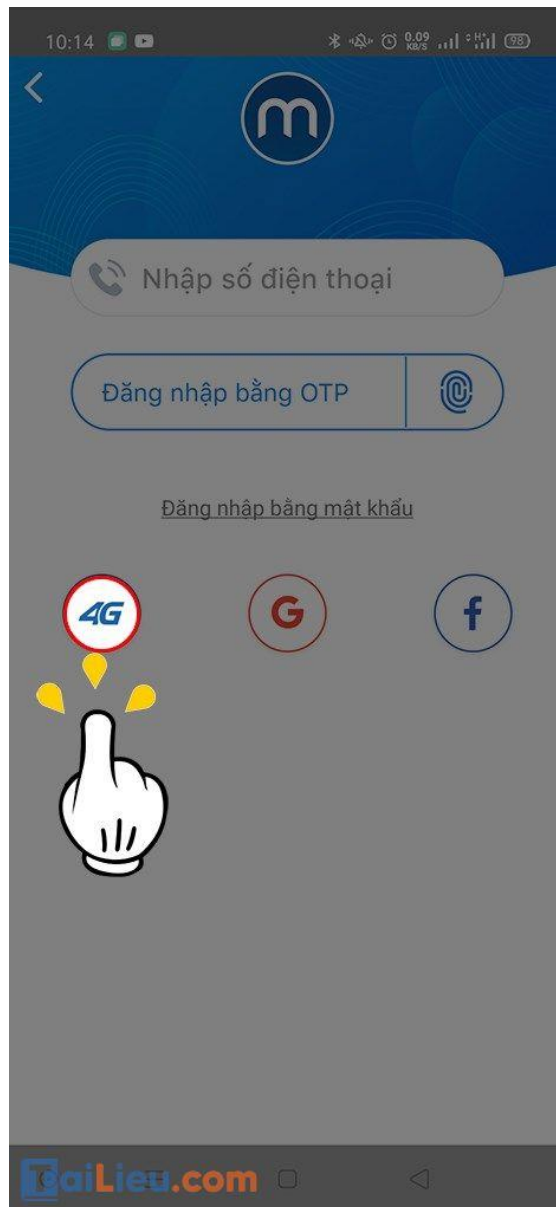 10:14
0.09
KB/S
H+
98
m
Nhập số điện thoại
Đăng nhập bằng OTP
Đăng nhập bằng mật khẩu
4G
G
f
TaiLieu.com